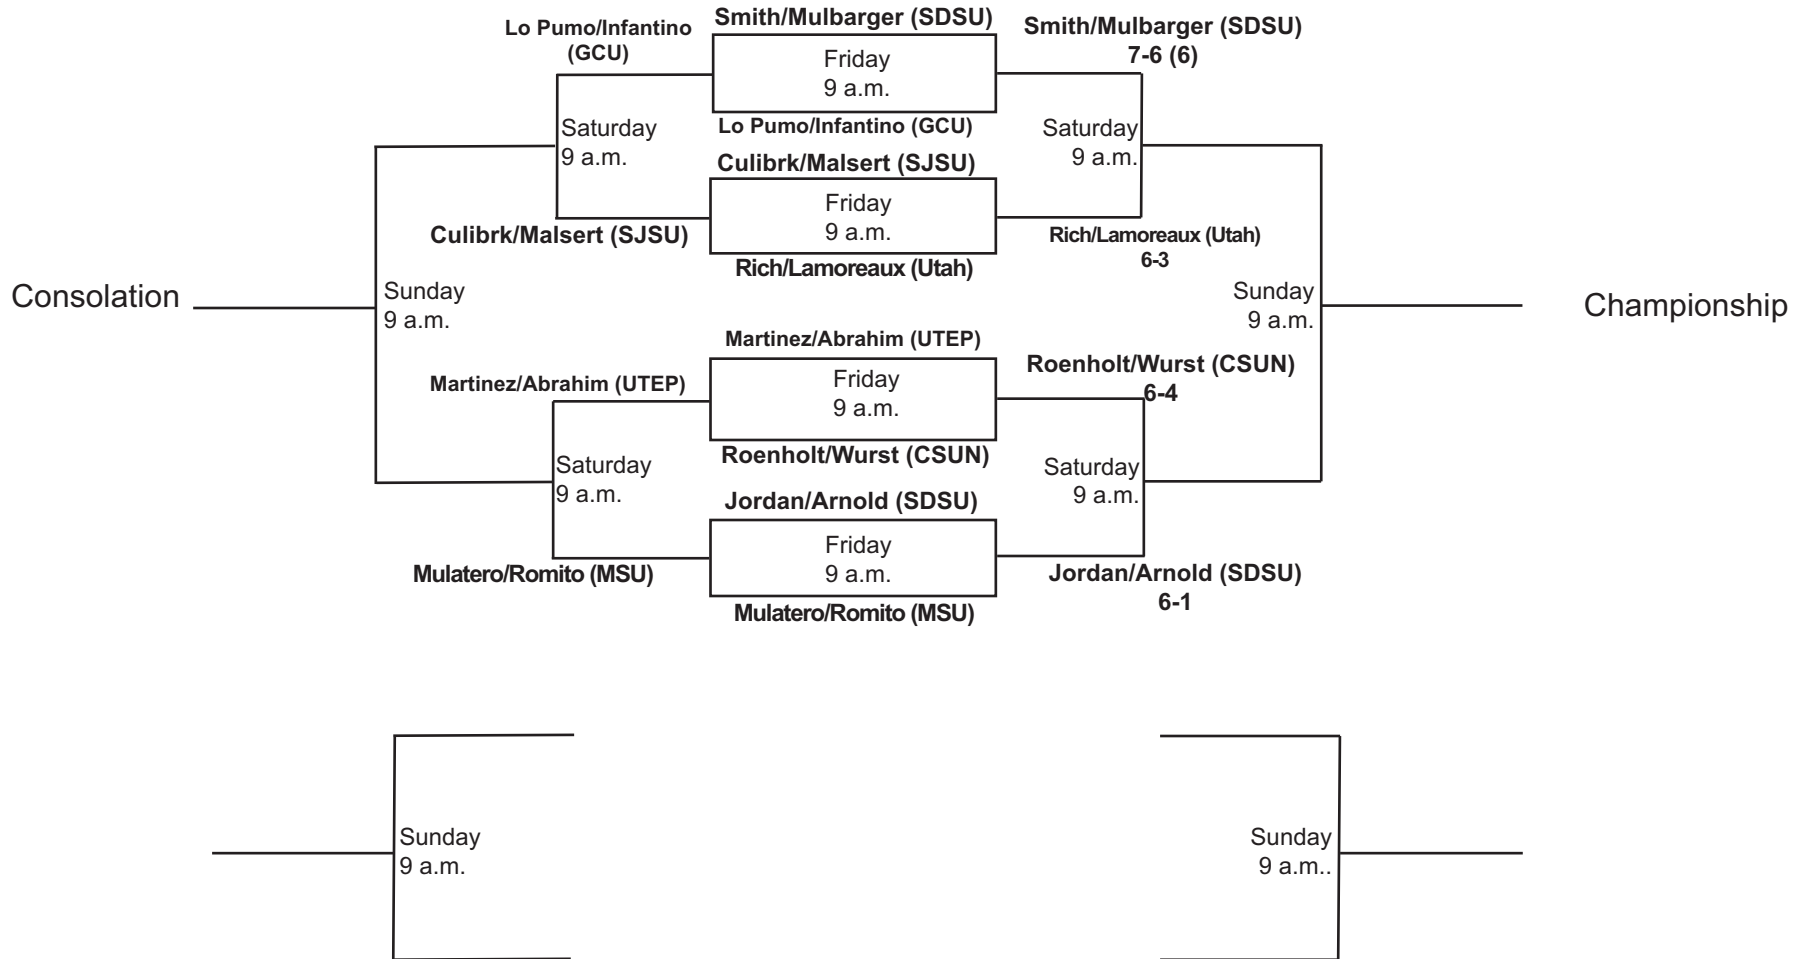 Smith/Mulbarger (SDSU)
Lo Pumo/Infantino
(GCU)
Smith/Mulbarger (SDSU)
7-6 (6)
Friday
9 a.m.
Lo Pumo/Infantino (GCU)
Saturday
9 a.m.
Saturday
9 a.m.
Culibrk/Malsert (SJSU)
Friday
9 a.m.
Culibrk/Malsert (SJSU)
Rich/Lamoreaux (Utah)
6-3
Rich/Lamoreaux (Utah)
Consolation
Sunday
9 a.m.
Sunday
9 a.m.
Championship
Martinez/Abrahim (UTEP)
Martinez/Abrahim (UTEP)
Friday
9 a.m.
Roenholt/Wurst (CSUN)
6-4
Roenholt/Wurst (CSUN)
Saturday
9 a.m.
Saturday
9 a.m.
Jordan/Arnold (SDSU)
Friday
9 a.m.
Mulatero/Romito (MSU)
Jordan/Arnold (SDSU)
6-1
Mulatero/Romito (MSU)
Sunday
9 a.m.
Sunday
9 a.m..